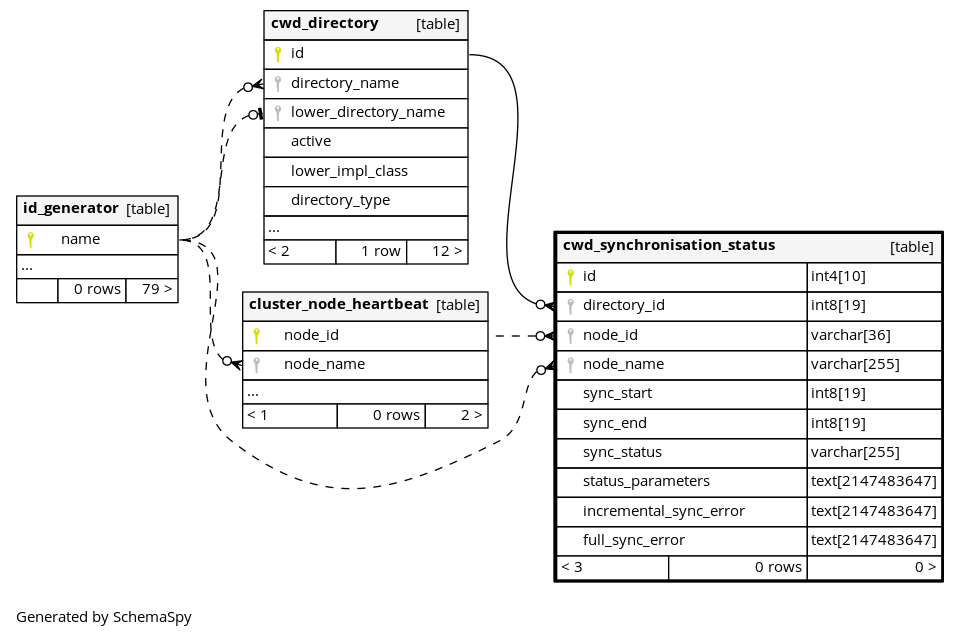 cwd_directory [table]
id
directory_name
lower_directory_name
active
lower_impl_class
directory_type
...
< 2 1 row 12 >
id_generator [table]
name
...
0 rows 79 >
cluster_node_heartbeat [table]
node_id
node_name
...
< 1 0 rows 2 >
cwd_synchronisation_status [table]
id int4[10]
directory_id int8[19]
node_id varchar[36]
node_name varchar[255]
sync_start int8[19]
sync_end int8[19]
sync_status varchar[255]
status_parameters text[2147483647]
incremental_sync_error text[2147483647]
full_sync_error text[2147483647]
< 3 0 rows 0 >
Generated by SchemaSpy